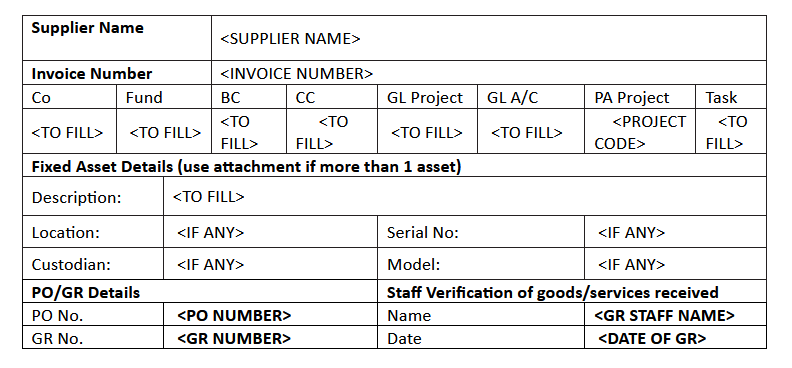 Supplier Name
<SUPPLIER NAME>
Invoice Number <INVOICE NUMBER>
Co Fund BC CC GL Project GL A/C PA Project Task
<TO FILL> <TO FILL> <TO FILL> <TO FILL> <TO FILL> <TO FILL> <PROJECT CODE> <TO FILL>
Fixed Asset Details (use attachment if more than 1 asset)
Description: <TO FILL>
Location: <IF ANY> Serial No: <IF ANY>
Custodian: <IF ANY> Model: <IF ANY>
PO/GR Details Staff Verification of goods/services received
PO No. <PO NUMBER> Name <GR STAFF NAME>
GR No. <GR NUMBER> Date <DATE OF GR>